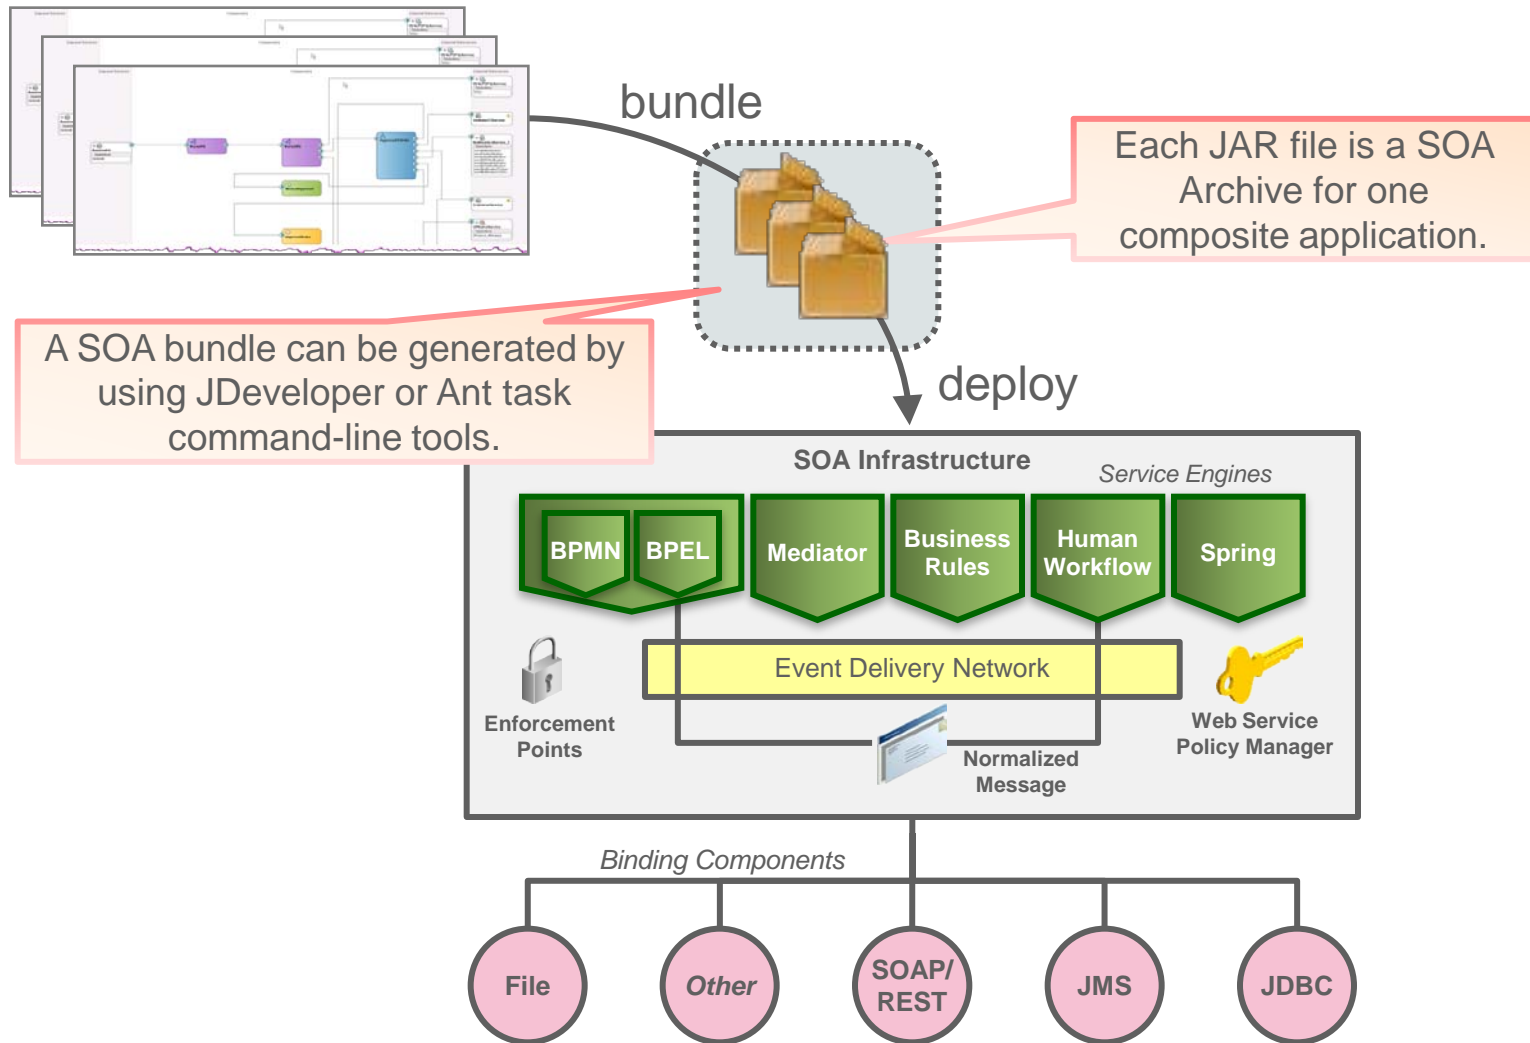 bundle
Each JAR file is a SOA
Archive for one
composite application.
A SOA bundle can be generated by
using JDeveloper or Ant task
command-line tools.
deploy
SOA Infrastructure
Service Engines
BPMN
BPEL
Mediator
Business
Rules
Human
Workflow
Spring
Event Delivery Network
Enforcement
Points
Normalized
Message
Web Service
Policy Manager
Binding Components
File
Other
SOAP/
REST
JMS
JDBC